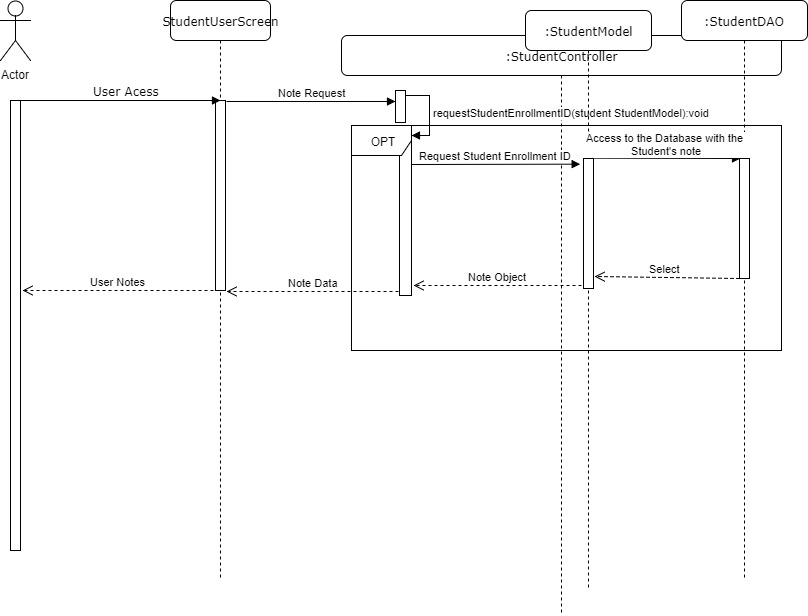 StudentUserScreen
:StudentModel
:StudentDAO
:StudentController
Actor
User Acess
Note Request
requestStudentEnrollmentID(student StudentModel):void
OPT
Access to the Database with the
Student's note
Request Student Enrollment ID
Select
Note Object
Note Data
User Notes